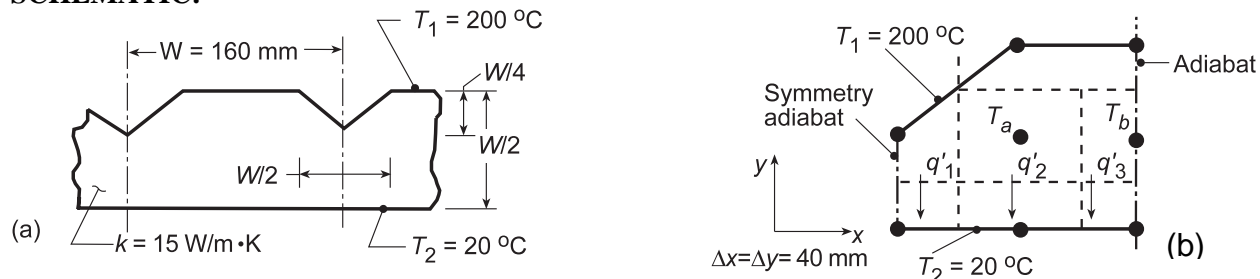 SCHEMATIC:
T1 = 200 °C
W = 160 mm
W/4
W/2
W/2
k = 15 W/m·K
T2 = 20 °C
(a)
T1 = 200 °C
Adiabat
Symmetry
adiabat
Ta
Tb
y
q'1
q'2
q'3
x
Δx=Δy= 40 mm
T2 = 20 °C
(b)